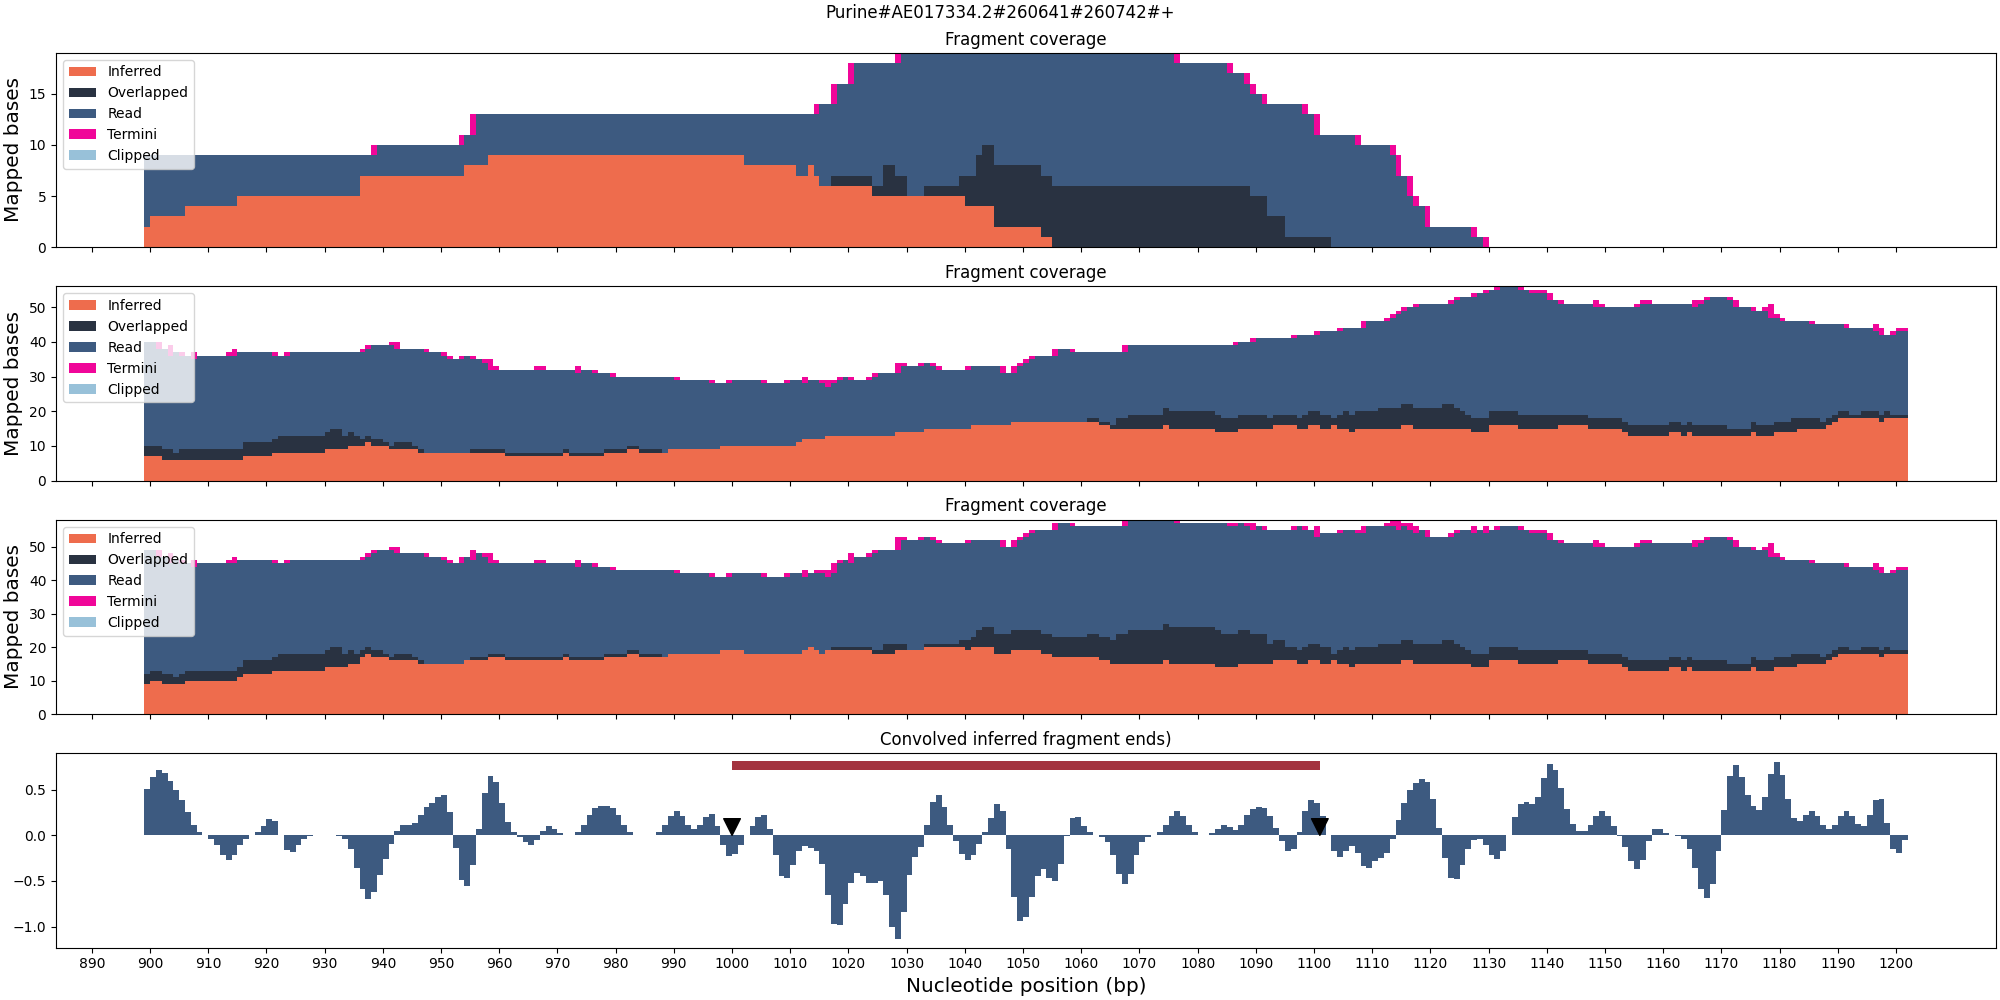 Purine#AE017334.2#260641#260742#+
Fragment coverage
Mapped bases
15
10
5
0
Inferred
Overlapped
Read
Termini
Clipped
Fragment coverage
Mapped bases
50
40
30
20
10
0
Inferred
Overlapped
Read
Termini
Clipped
Fragment coverage
Mapped bases
50
40
30
20
10
0
Inferred
Overlapped
Read
Termini
Clipped
Convolved inferred fragment ends)
0.5
0.0
−0.5
−1.0
890 900 910 920 930 940 950 960 970 980 990 1000 1010 1020 1030 1040 1050 1060 1070 1080 1090 1100 1110 1120 1130 1140 1150 1160 1170 1180 1190 1200
Nucleotide position (bp)